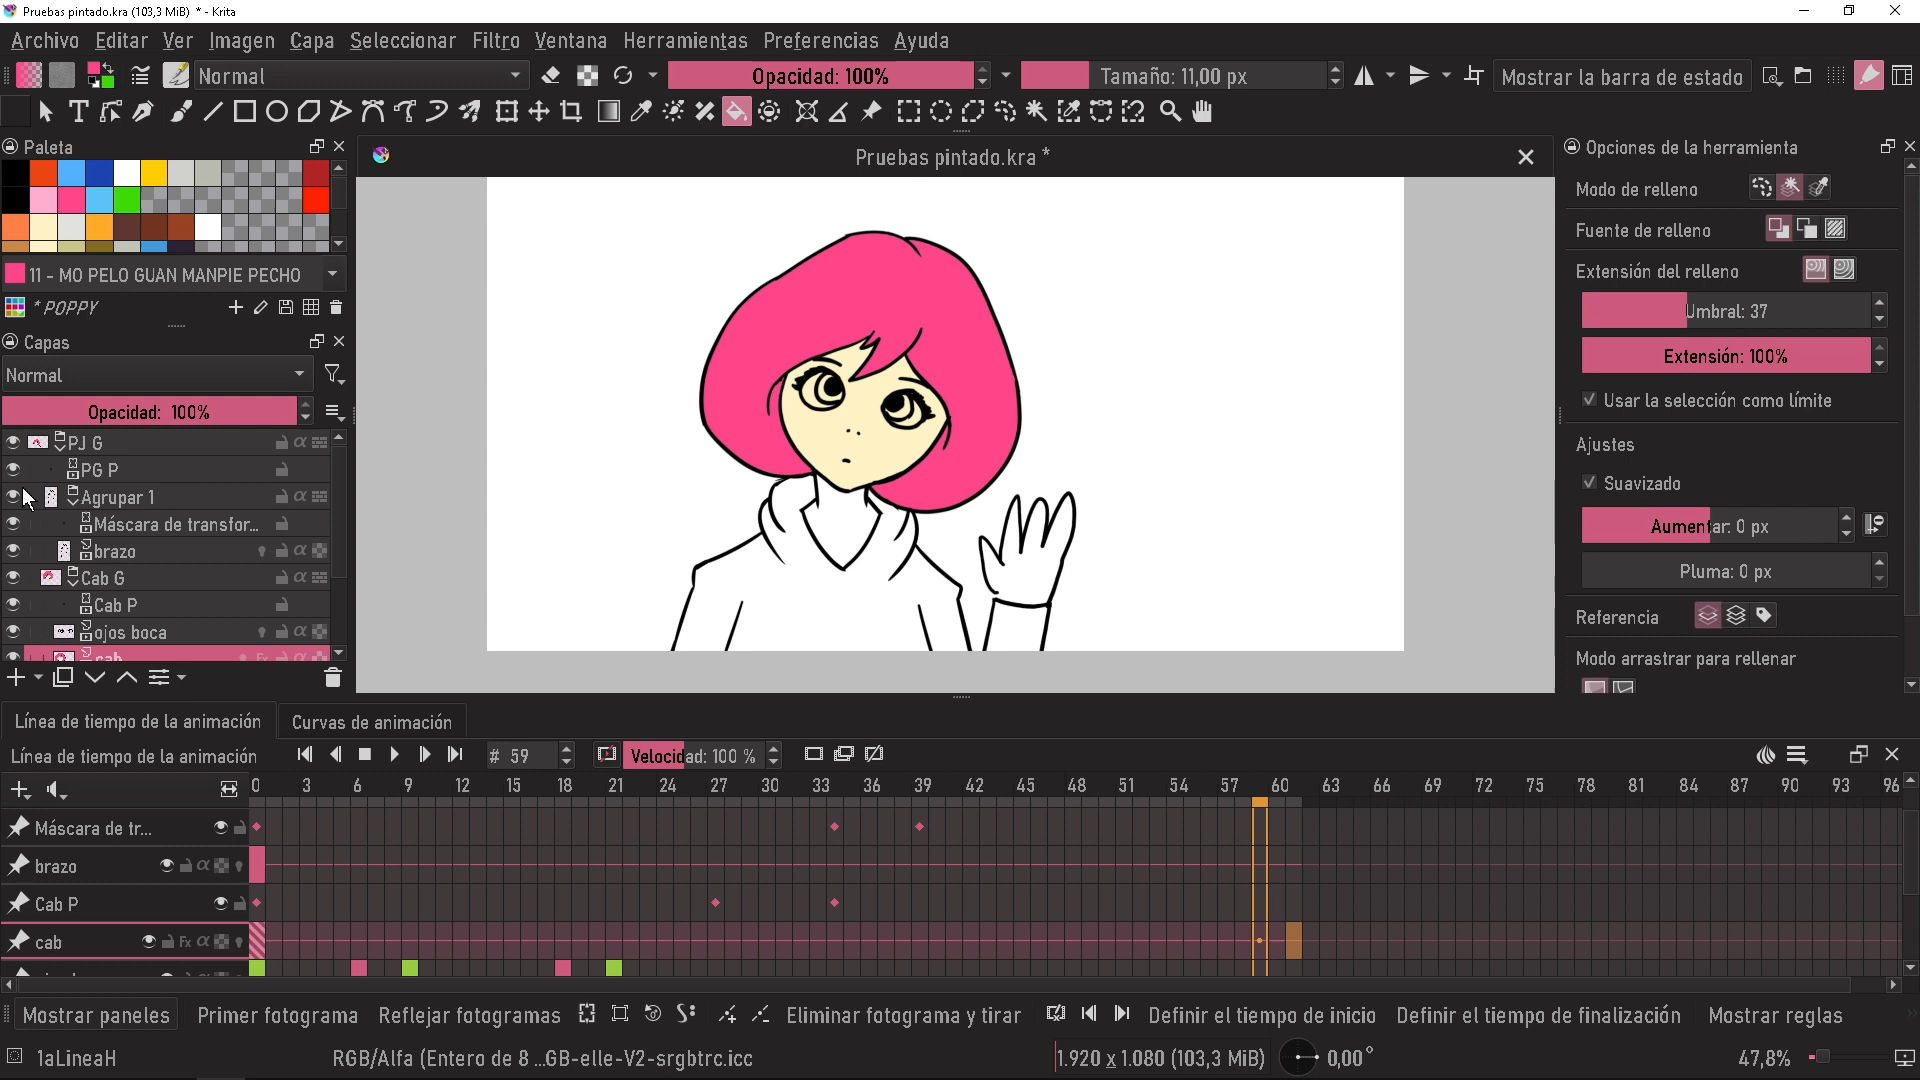 Pruebas pintado.kra (103,3 MiB) * - Krita
Archivo Editar Ver Imagen Capa Seleccionar Filtro Ventana Herramientas Preferencias Ayuda
Normal Opacidad: 100% Tamaño: 11,00 px Mostrar la barra de estado
Paleta
Pruebas pintado.kra *
Opciones de la herramienta
Modo de relleno
Fuente de relleno
Extensión del relleno
Umbral: 37
Extensión: 100%
Usar la selección como límite
Ajustes
Suavizado
Aumentar: 0 px
Pluma: 0 px
Referencia
Modo arrastrar para rellenar
11 - MO PELO GUAN MANPIE PECHO
* POPPY
Capas
Normal
Opacidad: 100%
PJ G
PG P
Agrupar 1
Máscara de transfor...
brazo
Cab G
Cab P
ojos boca
cab
Línea de tiempo de la animación Curvas de animación
Línea de tiempo de la animación # 59 Velocidad: 100 %
0 3 6 9 12 15 18 21 24 27 30 33 36 39 42 45 48 51 54 57 60 63 66 69 72 75 78 81 84 87 90 93 96
Máscara de tr...
brazo
Cab P
cab
Mostrar paneles Primer fotograma Reflejar fotogramas Eliminar fotograma y tirar Definir el tiempo de inicio Definir el tiempo de finalización Mostrar reglas
1aLineaH RGB/Alfa (Entero de 8 ...GB-elle-V2-srgbtrc.icc 1.920 x 1.080 (103,3 MiB) 0,00° 47,8%